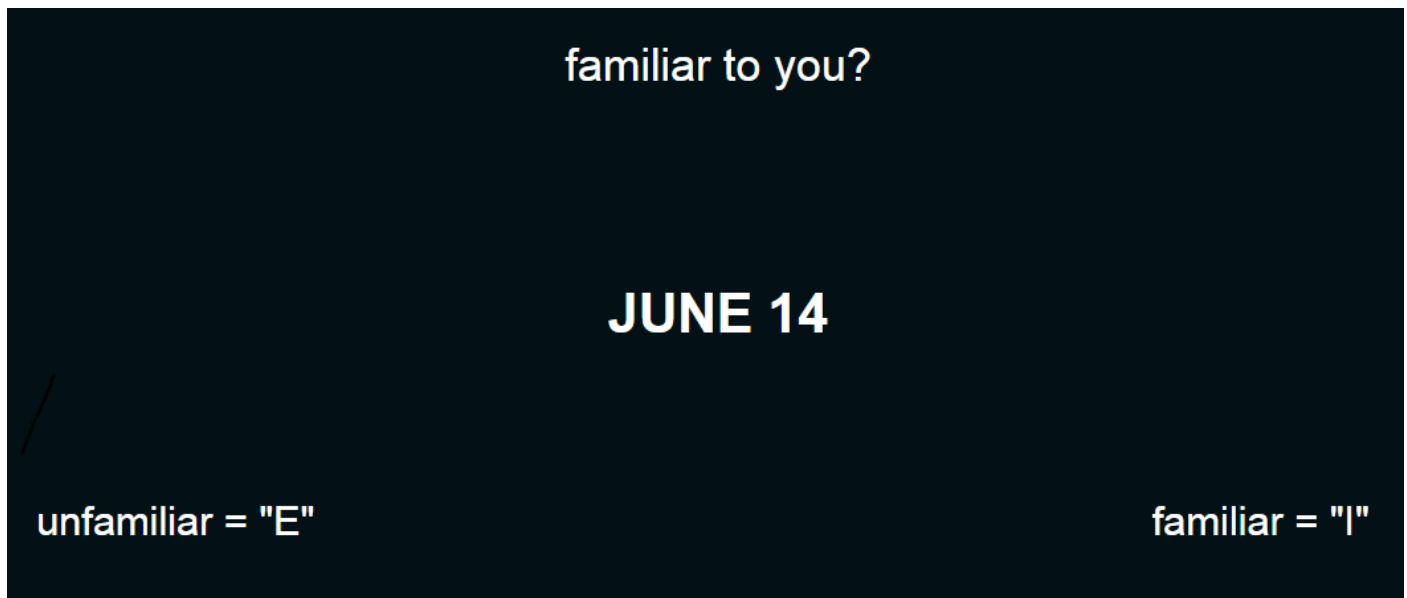 familiar to you?
JUNE 14
unfamiliar = "E"
familiar = "I"